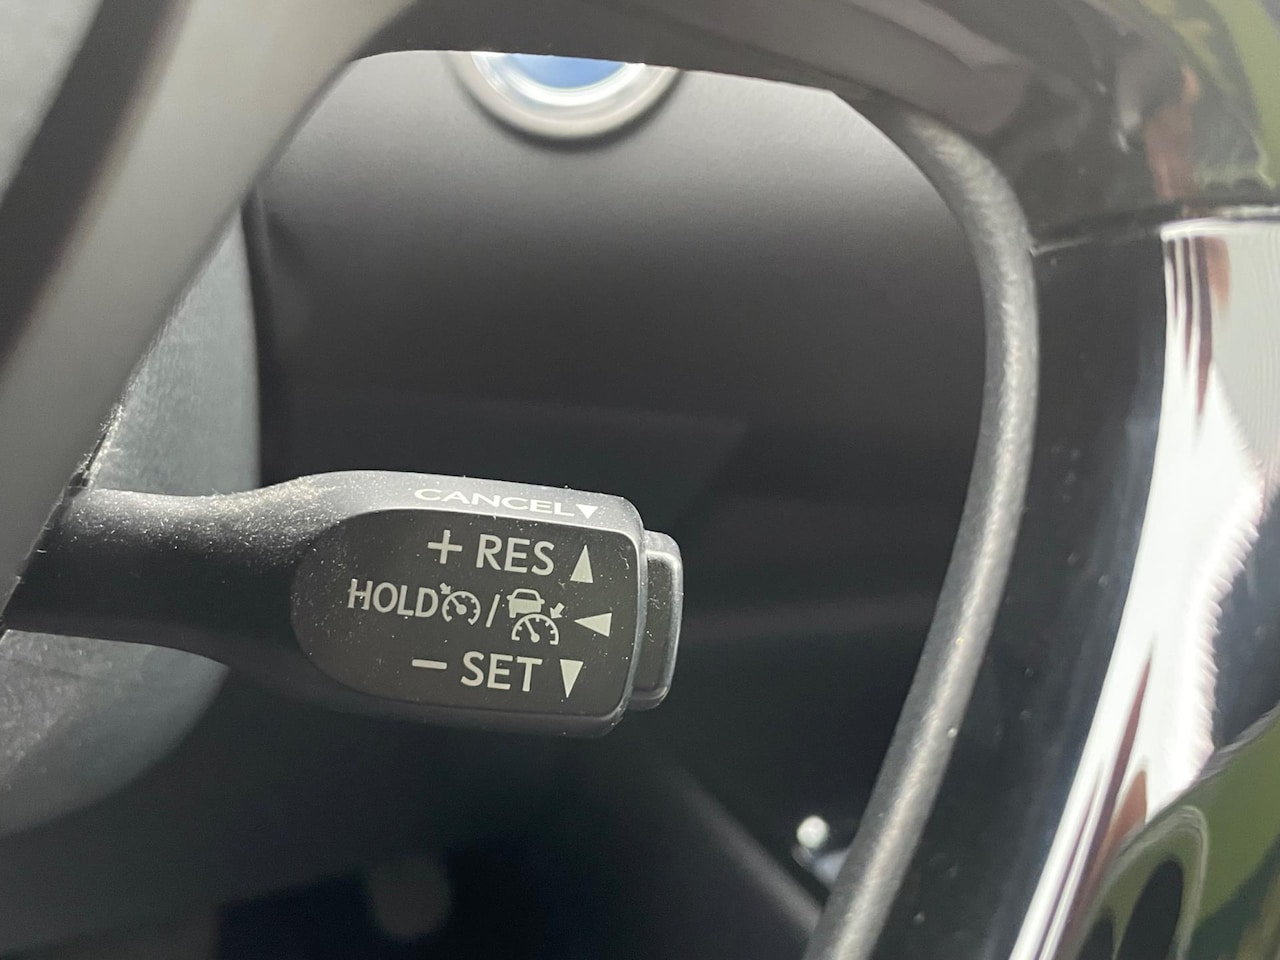 CANCEL▼
+ RES ▲
HOLD / ◀
− SET ▼